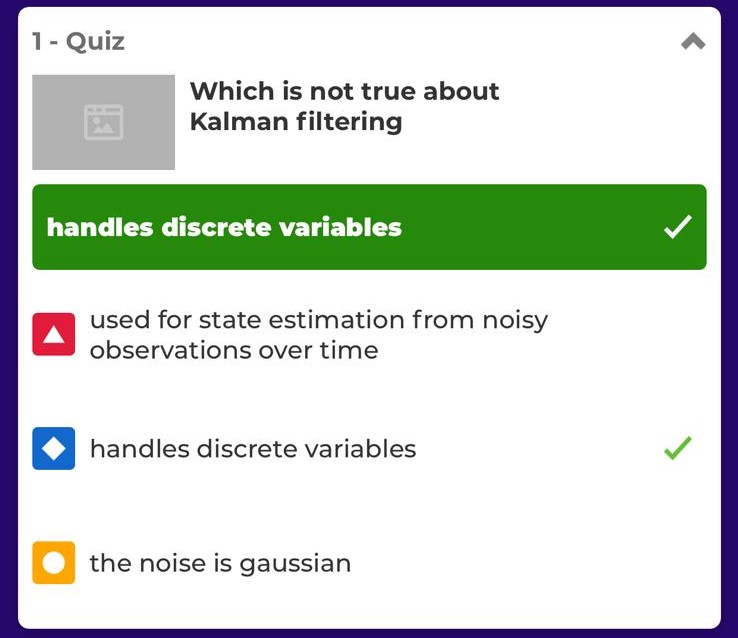 1 - Quiz
Which is not true about
Kalman filtering
handles discrete variables
used for state estimation from noisy
observations over time
handles discrete variables
the noise is gaussian